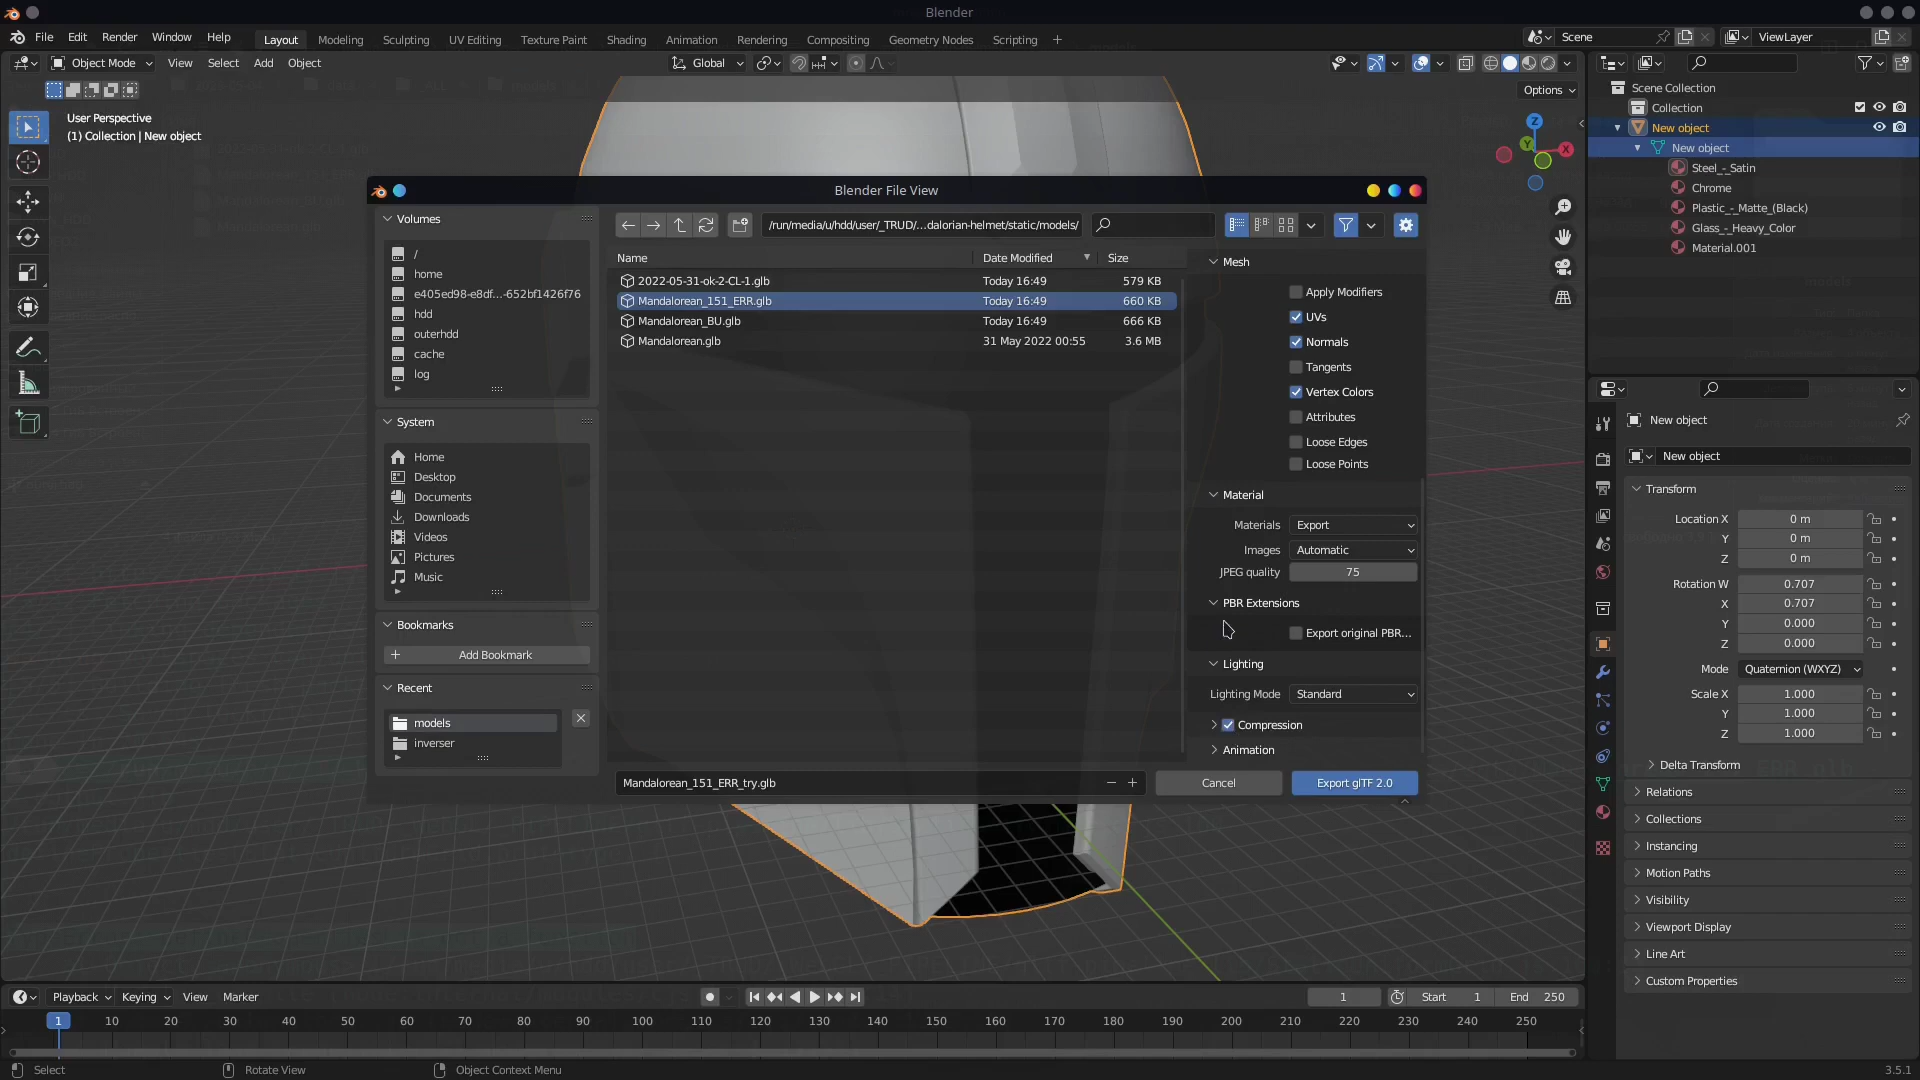 Blender
File Edit Render Window Help Layout Modeling Sculpting UV Editing Texture Paint Shading Animation Rendering Compositing Geometry Nodes Scripting + Scene ViewLayer
Object Mode View Select Add Object Global
Options
User Perspective
(1) Collection | New object
Z
Y
X
Scene Collection
Collection
New object
New object
Steel_-_Satin
Chrome
Plastic_-_Matte_(Black)
Glass_-_Heavy_Color
Material.001
Blender File View
Volumes
/
home
e405ed98-e8df...-652bf1426f76
hdd
outerhdd
cache
log
System
Home
Desktop
Documents
Downloads
Videos
Pictures
Music
Bookmarks
+ Add Bookmark
Recent
models
inverser
/run/media/u/hdd/user/_TRUD/...dalorian-helmet/static/models/
Name Date Modified Size
2022-05-31-ok-2-CL-1.glb Today 16:49 579 KB
Mandalorean_151_ERR.glb Today 16:49 660 KB
Mandalorean_BU.glb Today 16:49 666 KB
Mandalorean.glb 31 May 2022 00:55 3.6 MB
Mesh
Apply Modifiers
UVs
Normals
Tangents
Vertex Colors
Attributes
Loose Edges
Loose Points
Material
Materials Export
Images Automatic
JPEG quality 75
PBR Extensions
Export original PBR...
Lighting
Lighting Mode Standard
Compression
Animation
Mandalorean_151_ERR_try.glb − + Cancel Export glTF 2.0
New object
New object
Transform
Location X 0 m
Y 0 m
Z 0 m
Rotation W 0.707
X 0.707
Y 0.000
Z 0.000
Mode Quaternion (WXYZ)
Scale X 1.000
Y 1.000
Z 1.000
Delta Transform
Relations
Collections
Instancing
Motion Paths
Visibility
Viewport Display
Line Art
Custom Properties
Playback Keying View Marker 1 Start 1 End 250
1 10 20 30 40 50 60 70 80 90 100 110 120 130 140 150 160 170 180 190 200 210 220 230 240 250
Select Rotate View Object Context Menu 3.5.1